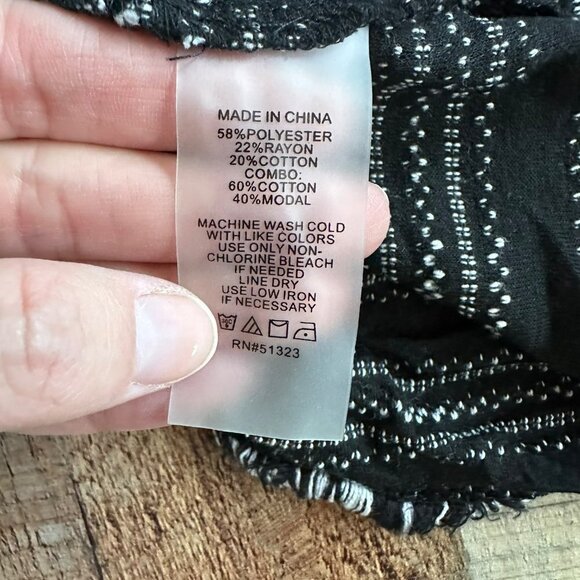 MADE IN CHINA
58%POLYESTER
22%RAYON
20%COTTON
COMBO:
60%COTTON
40%MODAL
MACHINE WASH COLD
WITH LIKE COLORS
USE ONLY NON-
CHLORINE BLEACH
IF NEEDED
LINE DRY
USE LOW IRON
IF NECESSARY
RN#51323